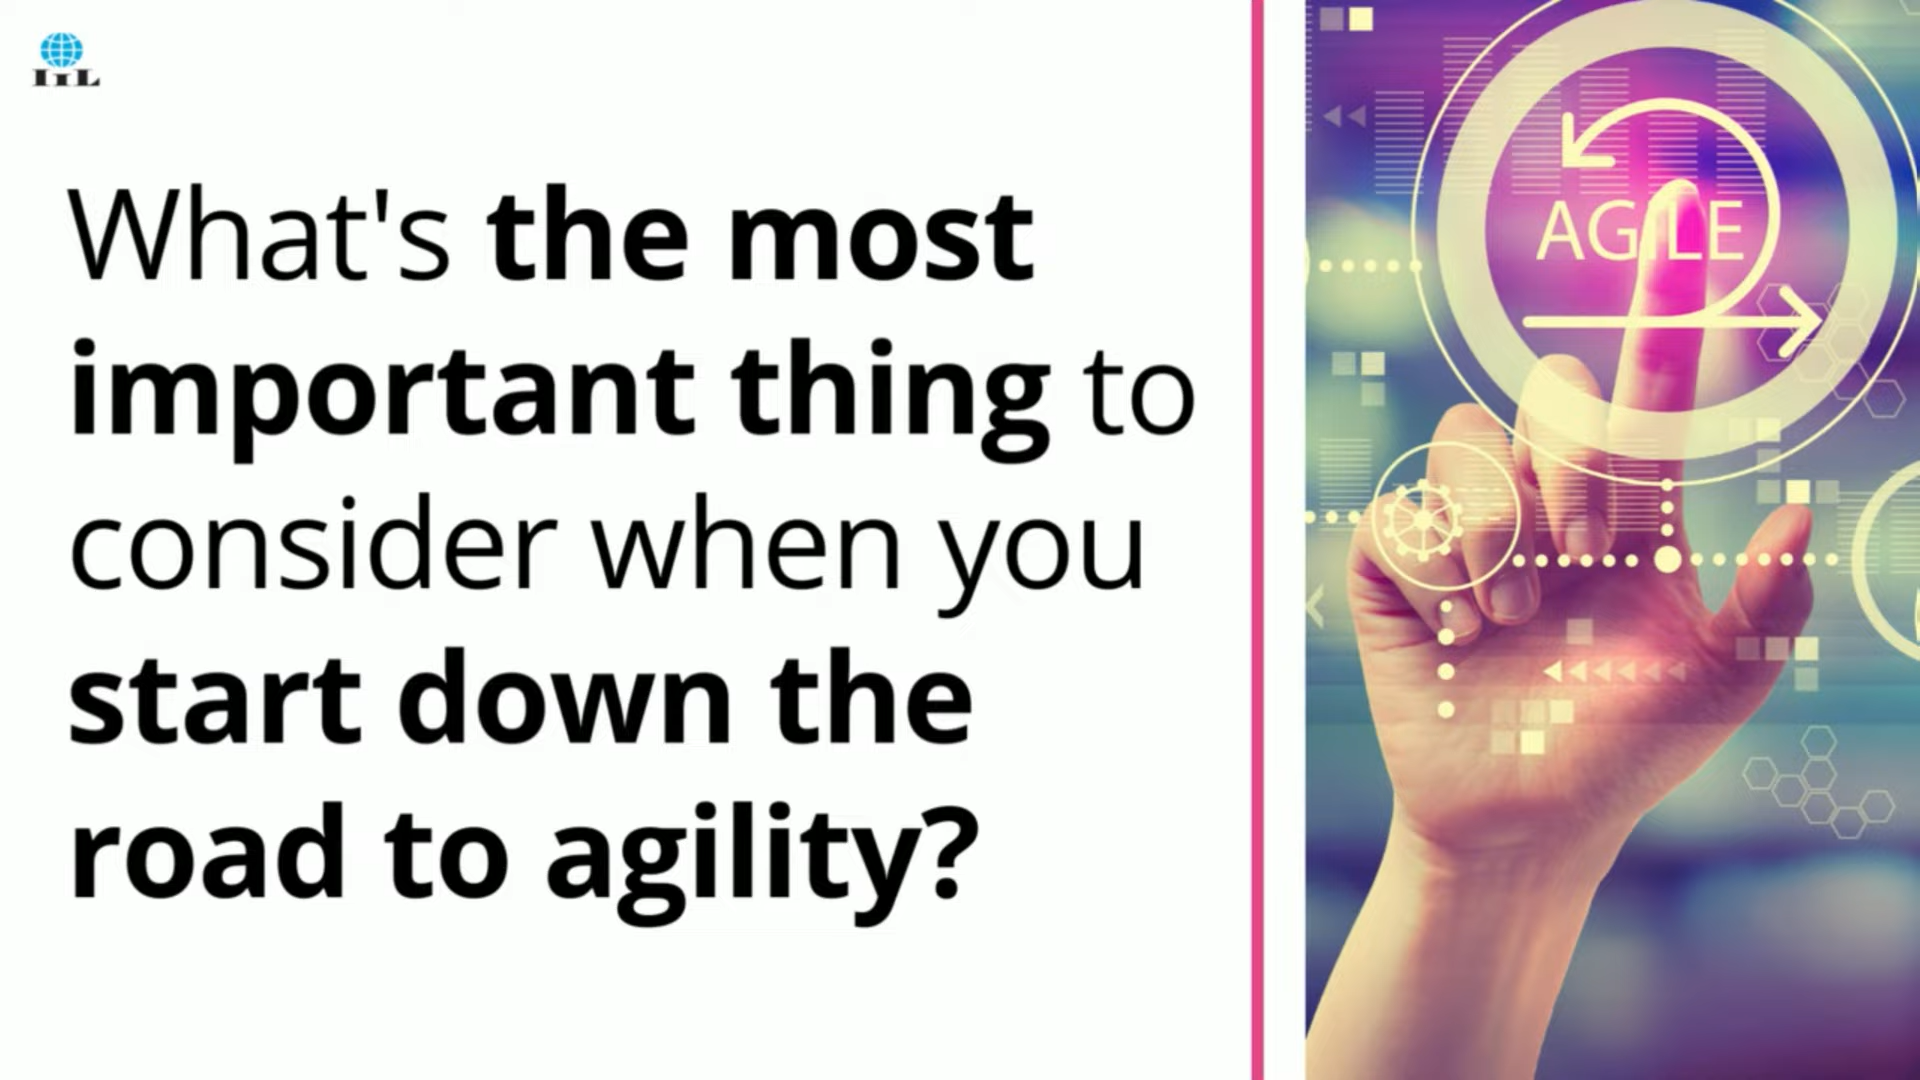 IIL
What's the most
important thing to
consider when you
start down the
road to agility?
AGILE